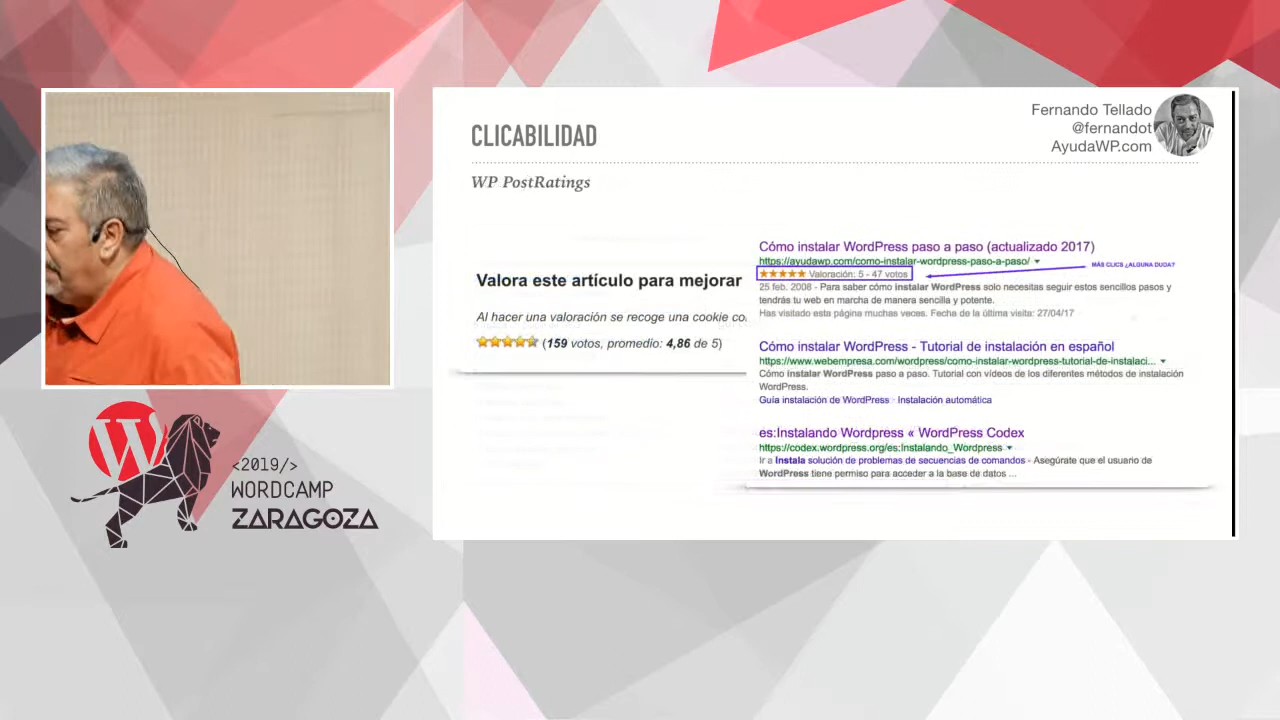 CLICABILIDAD
Fernando Tellado
@fernandot
AyudaWP.com
WP PostRatings
Valora este artículo para mejorar
Al hacer una valoración se recoge una cookie co
(159 votos, promedio: 4,86 de 5)
Cómo instalar WordPress paso a paso (actualizado 2017)
https://ayudawp.com/como-instalar-wordpress-paso-a-paso/
MÁS CLICS ¿ALGUNA DUDA?
Valoración: 5 - 47 votos
25 feb. 2008 - Para saber cómo instalar WordPress solo necesitas seguir estos sencillos pasos y
tendrás tu web en marcha de manera sencilla y potente.
Has visitado esta página muchas veces. Fecha de la última visita: 27/04/17
Cómo instalar WordPress - Tutorial de instalación en español
https://www.webempresa.com/wordpress/como-instalar-wordpress-tutorial-de-instalaci...
Cómo instalar WordPress paso a paso. Tutorial con vídeos de los diferentes métodos de instalación
WordPress.
Guía instalación de WordPress - Instalación automática
es:Instalando Wordpress « WordPress Codex
https://codex.wordpress.org/es:Instalando_Wordpress
Ir a Instala solución de problemas de secuencias de comandos - Asegúrate que el usuario de
WordPress tiene permiso para acceder a la base de datos ...
<2019/>
WORDCAMP
ZARAGOZA